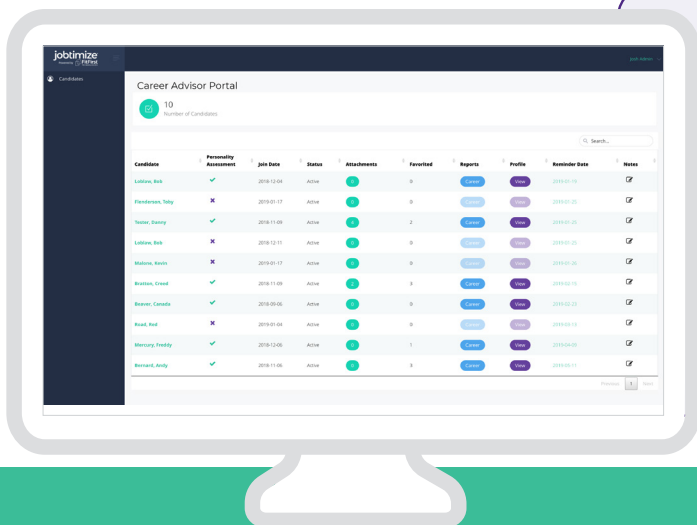 jobtimize
Powered by FitFirst
Josh Admin
Candidates
Career Advisor Portal
10
Number of Candidates
Search...
Candidate Personality Assessment Join Date Status Attachments Favorited Reports Profile Reminder Date Notes
Loblaw, Bob 2018-12-04 Active 0 0 Career View 2019-01-19
Flenderson, Toby 2019-01-17 Active 0 0 Career View 2019-01-25
Tester, Danny 2018-11-09 Active 4 2 Career View 2019-01-25
Loblaw, Bob 2018-12-11 Active 0 0 Career View 2019-01-25
Malone, Kevin 2019-01-17 Active 0 0 Career View 2019-01-26
Bratton, Creed 2018-11-09 Active 2 3 Career View 2019-02-15
Beaver, Canada 2018-09-06 Active 0 0 Career View 2019-02-23
Road, Red 2019-01-04 Active 0 0 Career View 2019-03-14
Mercury, Freddy 2018-12-06 Active 0 1 Career View 2019-04-05
Bernard, Andy 2018-11-06 Active 0 3 Career View 2019-05-11
Previous 1 Next